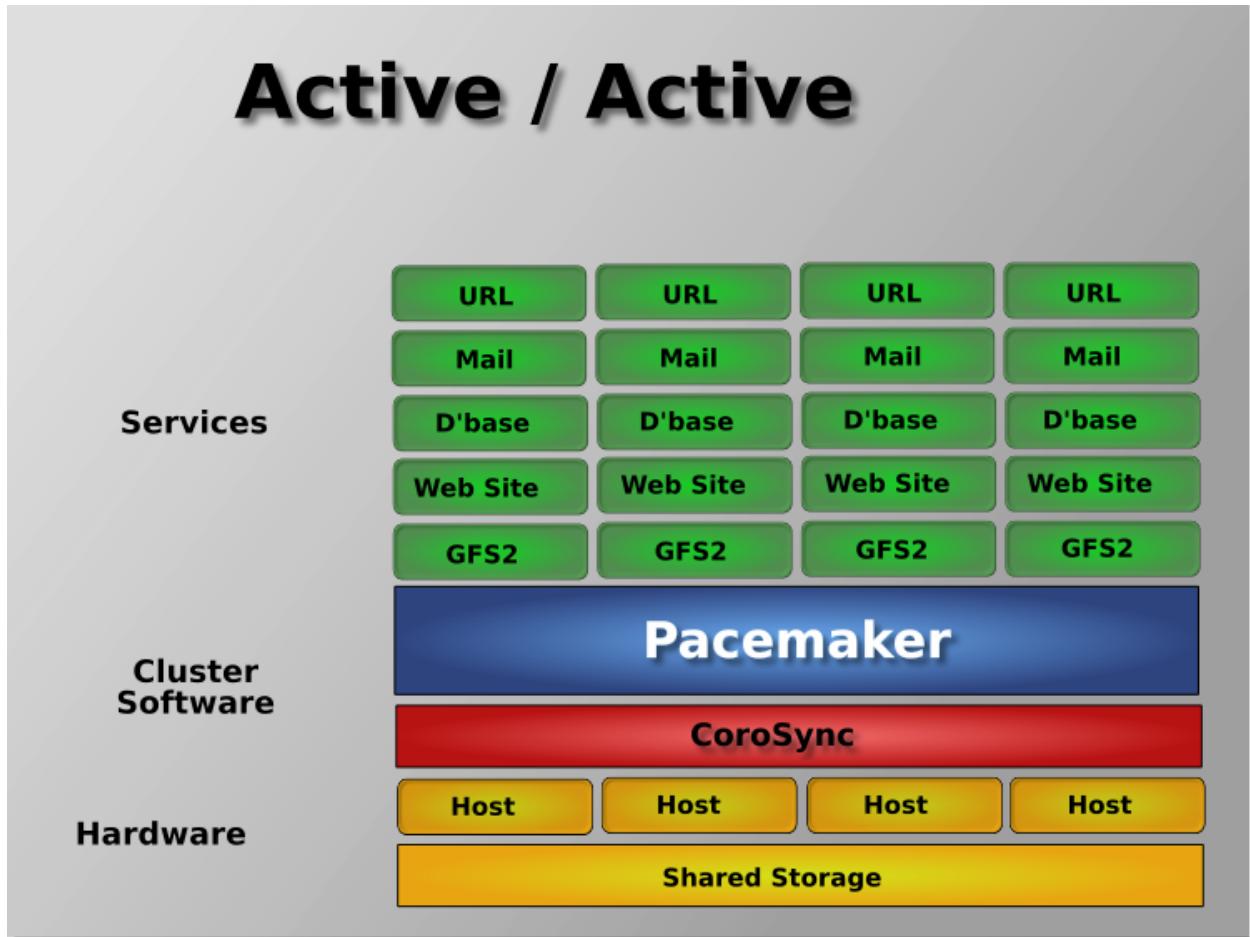 Active / Active
URL URL URL URL
Mail Mail Mail Mail
Services
D'base D'base D'base D'base
Web Site Web Site Web Site Web Site
GFS2 GFS2 GFS2 GFS2
Cluster
Software
Pacemaker
CoroSync
Hardware
Host Host Host Host
Shared Storage